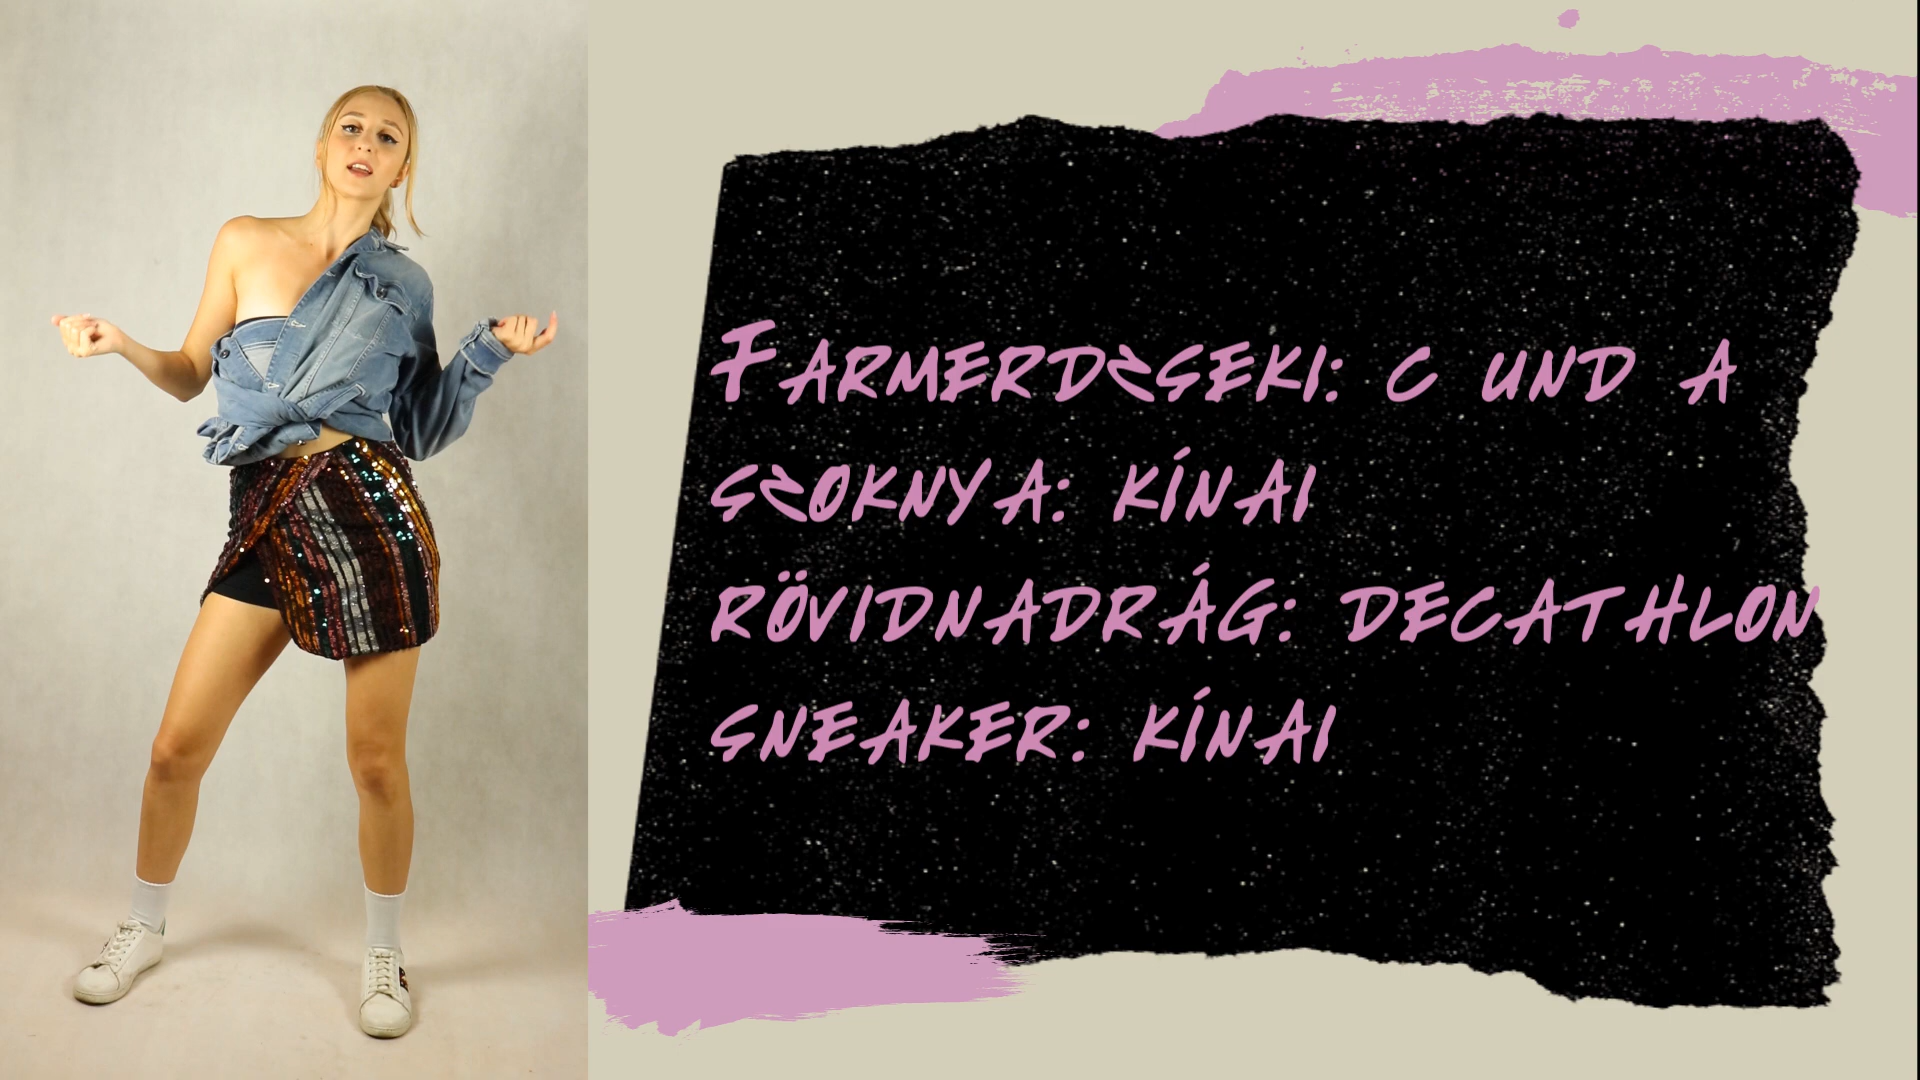 Farmerdzseki: C und A
szoknya: kínai
rövidnadrág: Decathlon
sneaker: kínai